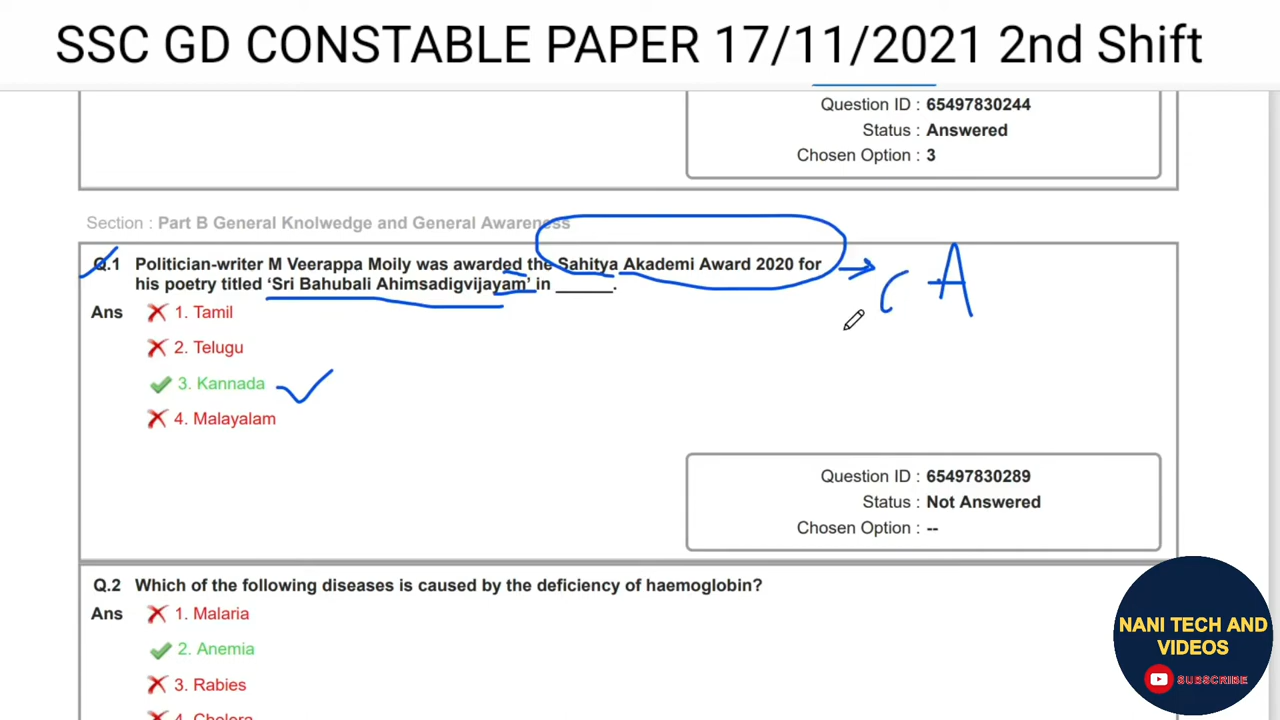 SSC GD CONSTABLE PAPER 17/11/2021 2nd Shift
Question ID : 65497830244
Status : Answered
Chosen Option : 3
Section : Part B General Knolwedge and General Awareness
Q.1 Politician-writer M Veerappa Moily was awarded the Sahitya Akademi Award 2020 for
his poetry titled ‘Sri Bahubali Ahimsadigvijayam’ in ______.
Ans 1. Tamil
2. Telugu
3. Kannada
4. Malayalam
A
Question ID : 65497830289
Status : Not Answered
Chosen Option : --
Q.2 Which of the following diseases is caused by the deficiency of haemoglobin?
Ans 1. Malaria
2. Anemia
3. Rabies
4. Cholera
NANI TECH AND
VIDEOS
SUBSCRIBE